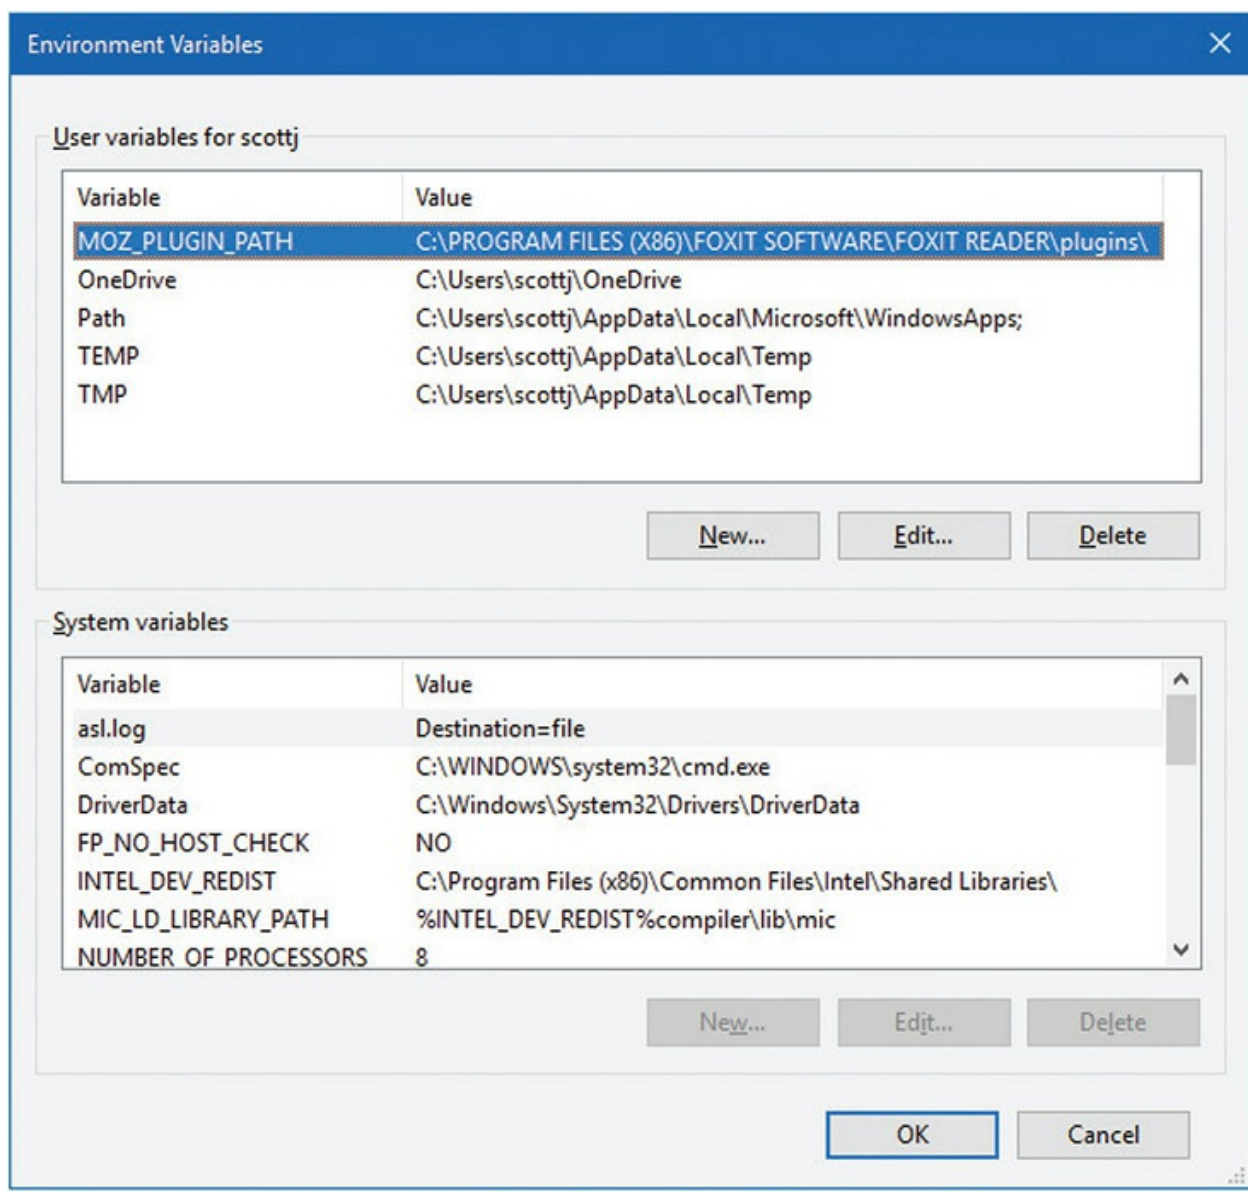 Environment Variables
User variables for scottj
Variable Value
MOZ_PLUGIN_PATH C:\PROGRAM FILES (X86)\FOXIT SOFTWARE\FOXIT READER\plugins\
OneDrive C:\Users\scottj\OneDrive
Path C:\Users\scottj\AppData\Local\Microsoft\WindowsApps;
TEMP C:\Users\scottj\AppData\Local\Temp
TMP C:\Users\scottj\AppData\Local\Temp
New... Edit... Delete
System variables
Variable Value
asl.log Destination=file
ComSpec C:\WINDOWS\system32\cmd.exe
DriverData C:\Windows\System32\Drivers\DriverData
FP_NO_HOST_CHECK NO
INTEL_DEV_REDIST C:\Program Files (x86)\Common Files\Intel\Shared Libraries\
MIC_LD_LIBRARY_PATH %INTEL_DEV_REDIST%compiler\lib\mic
NUMBER_OF_PROCESSORS 8
New... Edit... Delete
OK Cancel